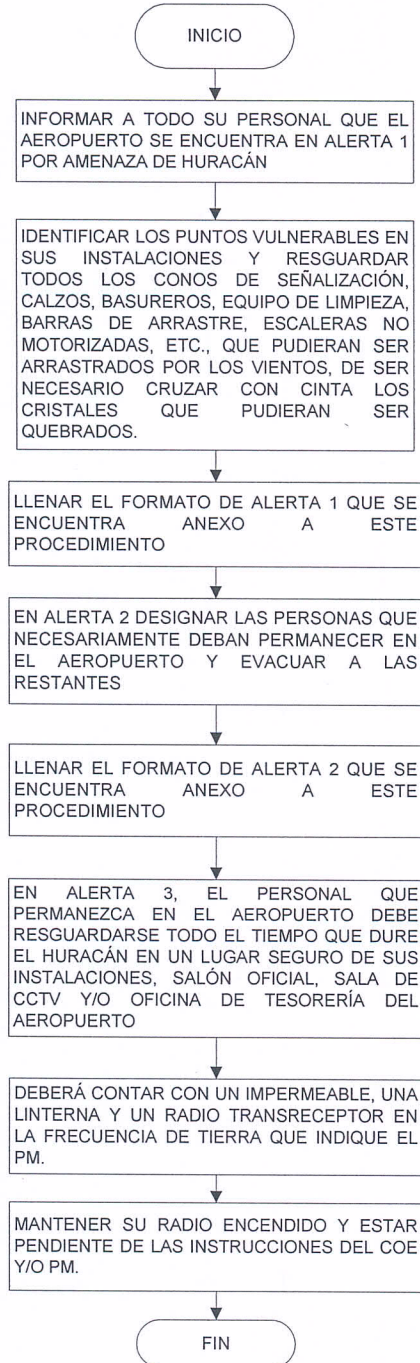 INICIO
INFORMAR A TODO SU PERSONAL QUE EL
AEROPUERTO SE ENCUENTRA EN ALERTA 1
POR AMENAZA DE HURACÁN
IDENTIFICAR LOS PUNTOS VULNERABLES EN
SUS INSTALACIONES Y RESGUARDAR
TODOS LOS CONOS DE SEÑALIZACIÓN,
CALZOS, BASUREROS, EQUIPO DE LIMPIEZA,
BARRAS DE ARRASTRE, ESCALERAS NO
MOTORIZADAS, ETC., QUE PUDIERAN SER
ARRASTRADOS POR LOS VIENTOS, DE SER
NECESARIO CRUZAR CON CINTA LOS
CRISTALES QUE PUDIERAN SER
QUEBRADOS.
LLENAR EL FORMATO DE ALERTA 1 QUE SE
ENCUENTRA ANEXO A ESTE
PROCEDIMIENTO
EN ALERTA 2 DESIGNAR LAS PERSONAS QUE
NECESARIAMENTE DEBAN PERMANECER EN
EL AEROPUERTO Y EVACUAR A LAS
RESTANTES
LLENAR EL FORMATO DE ALERTA 2 QUE SE
ENCUENTRA ANEXO A ESTE
PROCEDIMIENTO
EN ALERTA 3, EL PERSONAL QUE
PERMANEZCA EN EL AEROPUERTO DEBE
RESGUARDARSE TODO EL TIEMPO QUE DURE
EL HURACÁN EN UN LUGAR SEGURO DE SUS
INSTALACIONES, SALÓN OFICIAL, SALA DE
CCTV Y/O OFICINA DE TESORERÍA DEL
AEROPUERTO
DEBERÁ CONTAR CON UN IMPERMEABLE, UNA
LINTERNA Y UN RADIO TRANSRECEPTOR EN
LA FRECUENCIA DE TIERRA QUE INDIQUE EL
PM.
MANTENER SU RADIO ENCENDIDO Y ESTAR
PENDIENTE DE LAS INSTRUCCIONES DEL COE
Y/O PM.
FIN